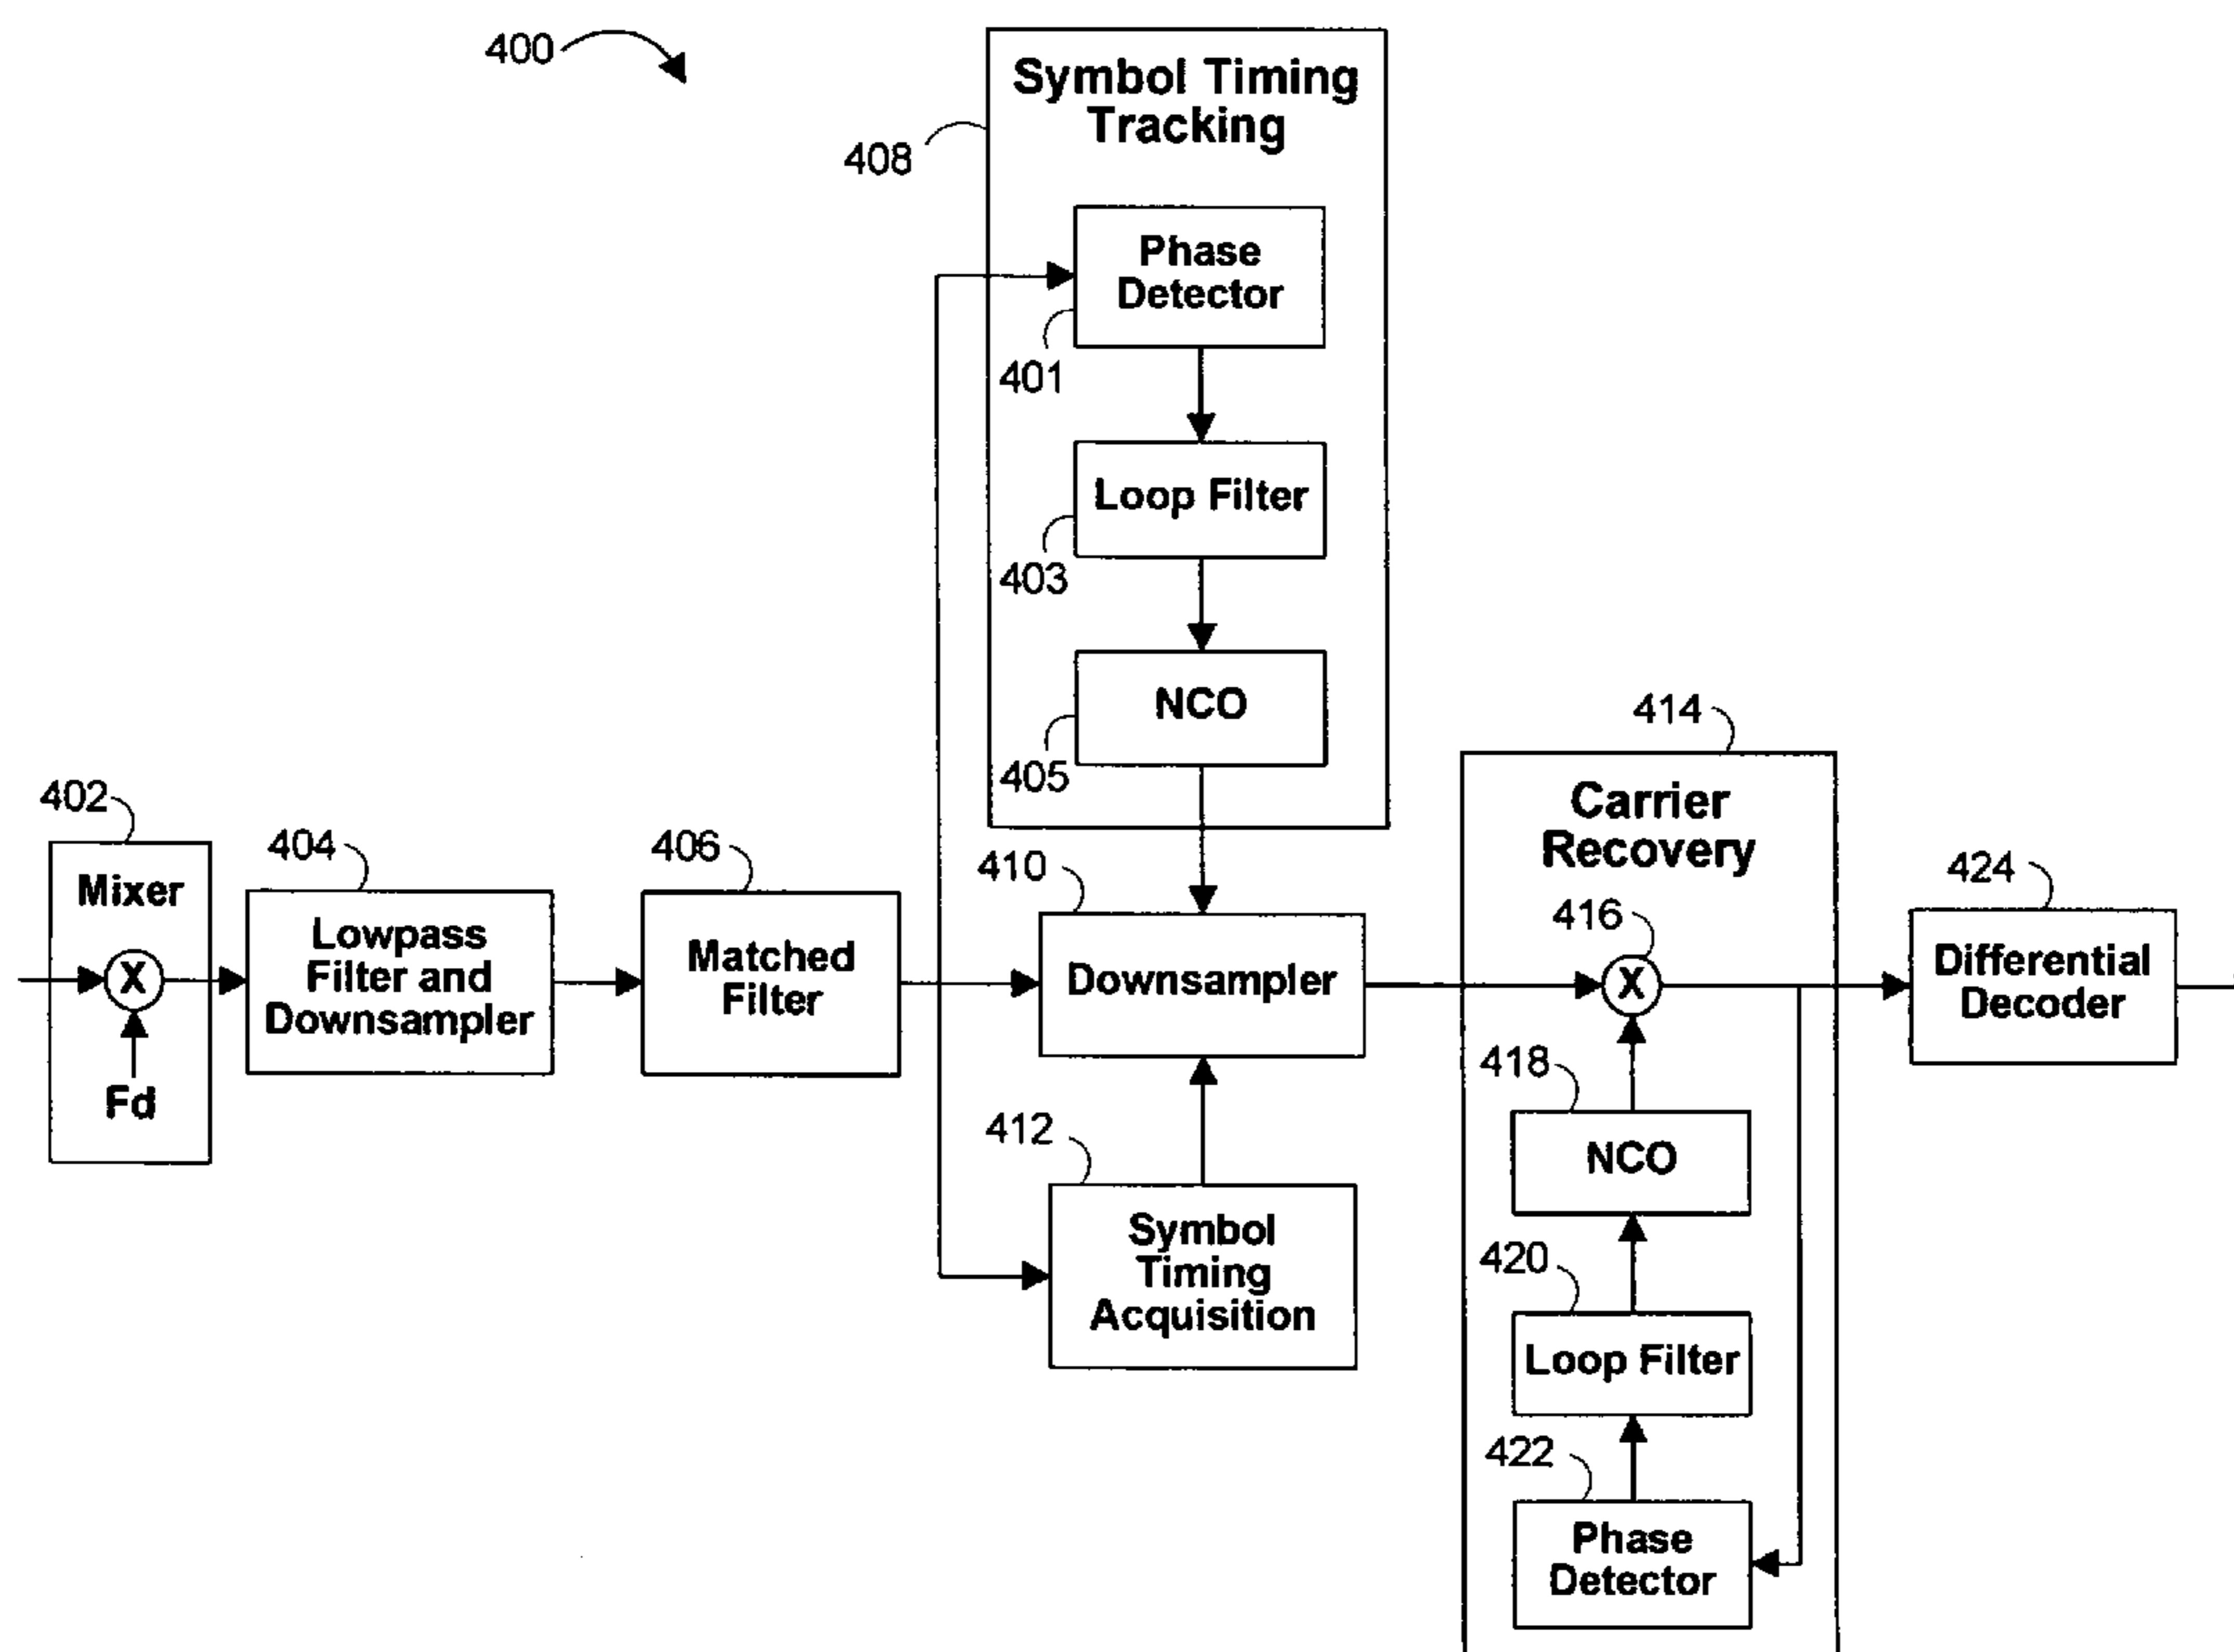 400
Symbol Timing
Tracking
408
Phase
Detector
401
Loop Filter
403
NCO
405
402
Mixer
X
Fd
404
Lowpass
Filter and
Downsampler
406
Matched
Filter
410
Downsampler
412
Symbol
Timing
Acquisition
414
Carrier
Recovery
416
X
418
NCO
420
Loop Filter
422
Phase
Detector
424
Differential
Decoder